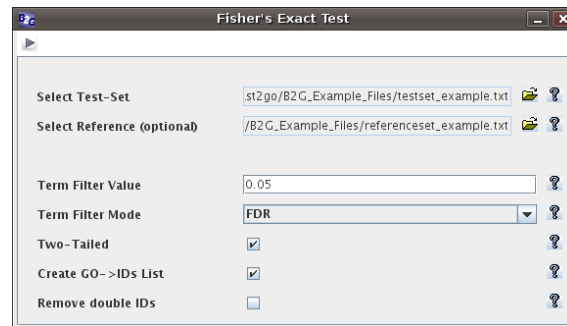 B2G Fisher's Exact Test
Select Test-Set .st2go/B2G_Example_Files/testset_example.txt
Select Reference (optional) /B2G_Example_Files/referenceset_example.txt
Term Filter Value 0.05
Term Filter Mode FDR
Two-Tailed
Create GO->IDs List
Remove double IDs